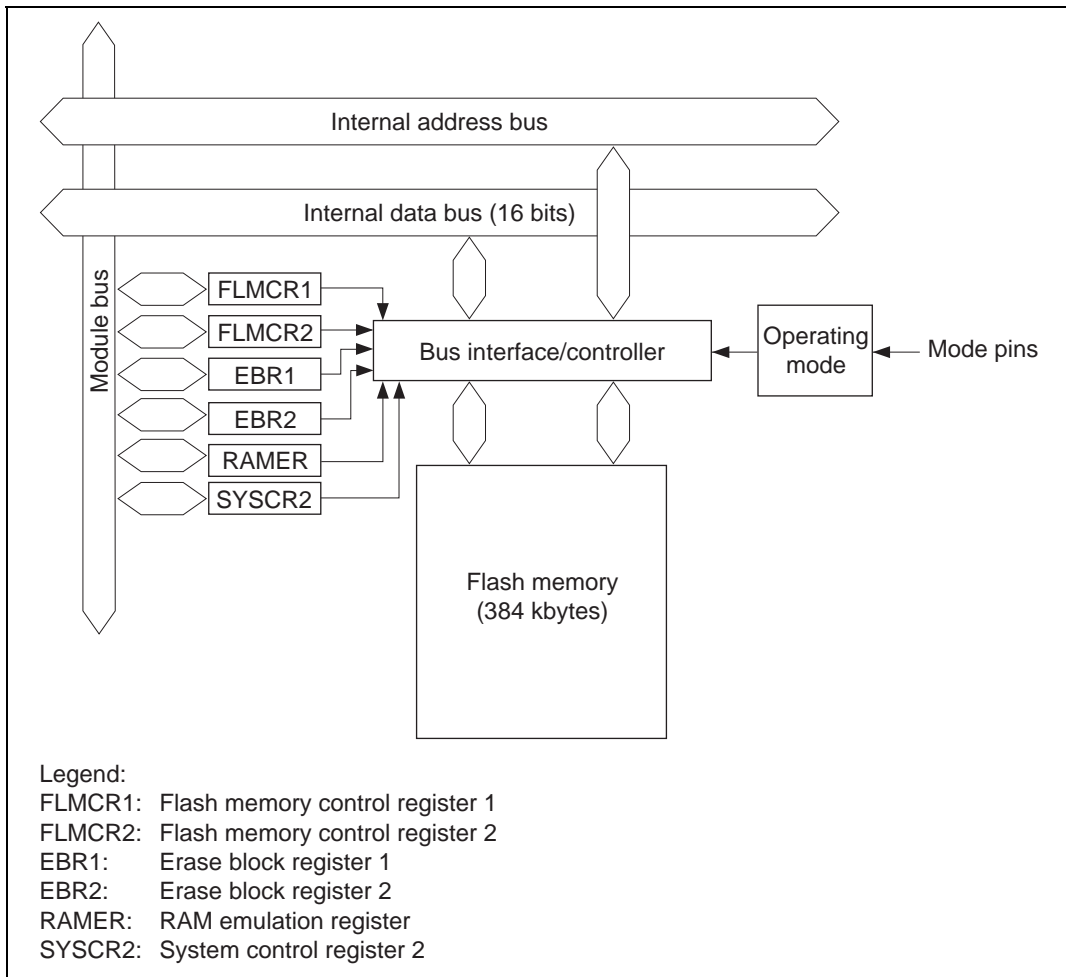 Internal address bus
Internal data bus (16 bits)
Module bus
FLMCR1
FLMCR2
EBR1
EBR2
RAMER
SYSCR2
Bus interface/controller
Operating
mode
Mode pins
Flash memory
(384 kbytes)
Legend:
FLMCR1: Flash memory control register 1
FLMCR2: Flash memory control register 2
EBR1: Erase block register 1
EBR2: Erase block register 2
RAMER: RAM emulation register
SYSCR2: System control register 2